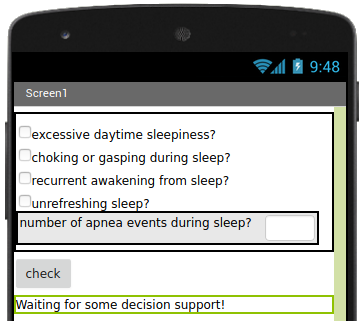 9:48
Screen1
excessive daytime sleepiness?
choking or gasping during sleep?
recurrent awakening from sleep?
unrefreshing sleep?
number of apnea events during sleep?
check
Waiting for some decision support!